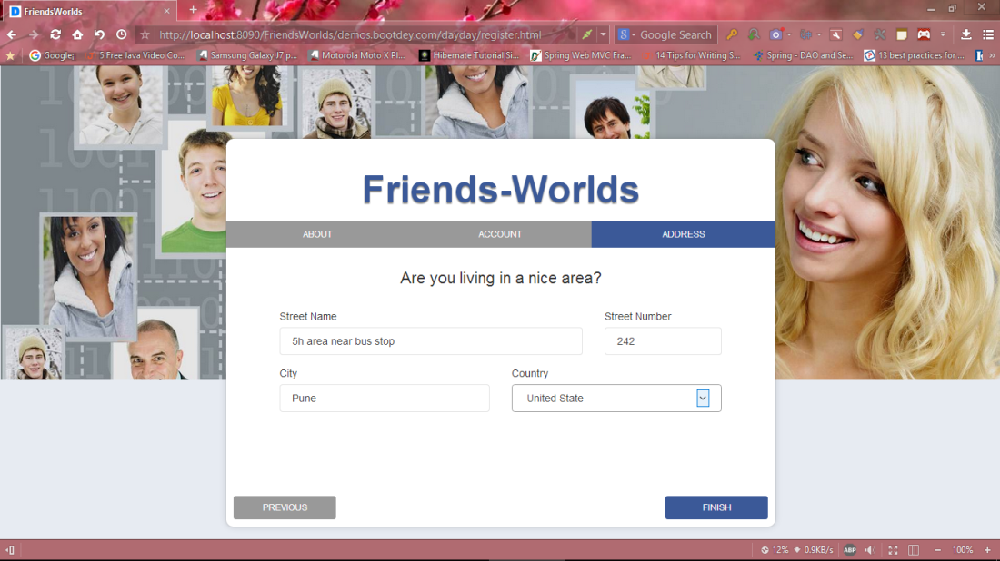 FriendsWorlds
http://localhost:8090/FriendsWorlds/demos.bootdey.com/dayday/register.html
Google Search
Google;;
5 Free Java Video Co...
Samsung Galaxy J7 p...
Motorola Moto X Pl...
Hibernate Tutorial|Si...
Spring Web MVC Fra...
14 Tips for Writing S...
Spring - DAO and Se...
13 best practices for ...
Friends-Worlds
ABOUT
ACCOUNT
ADDRESS
Are you living in a nice area?
Street Name
Street Number
5h area near bus stop
242
City
Country
Pune
United State
PREVIOUS
FINISH
12%
0.9KB/s
ABP
100%